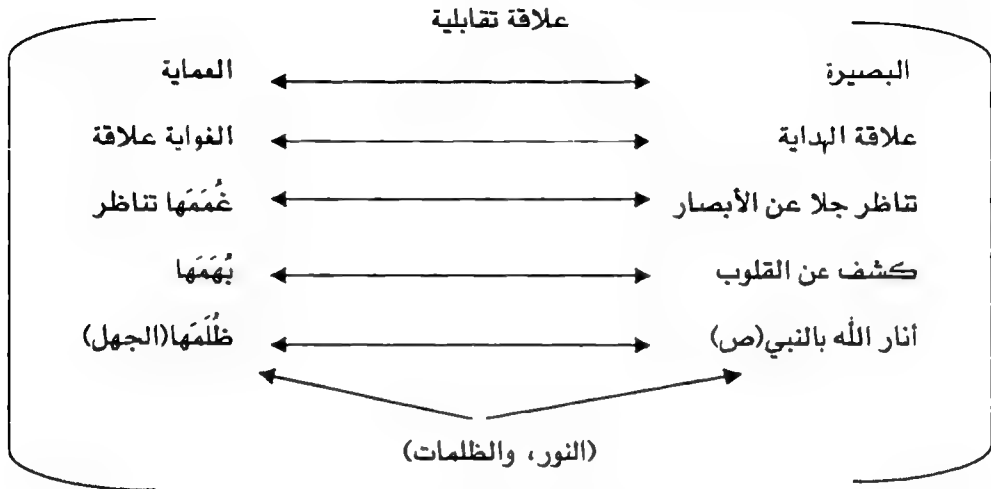 علاقة تقابلية
البصيرة العماية
علاقة الهداية الغواية علاقة
تناظر جلا عن الأبصار غُمَمَها تناظر
كشف عن القلوب بُهَمَها
أنار الله بالنبي(ص) ظُلَمَها(الجهل)
(النور، والظلمات)